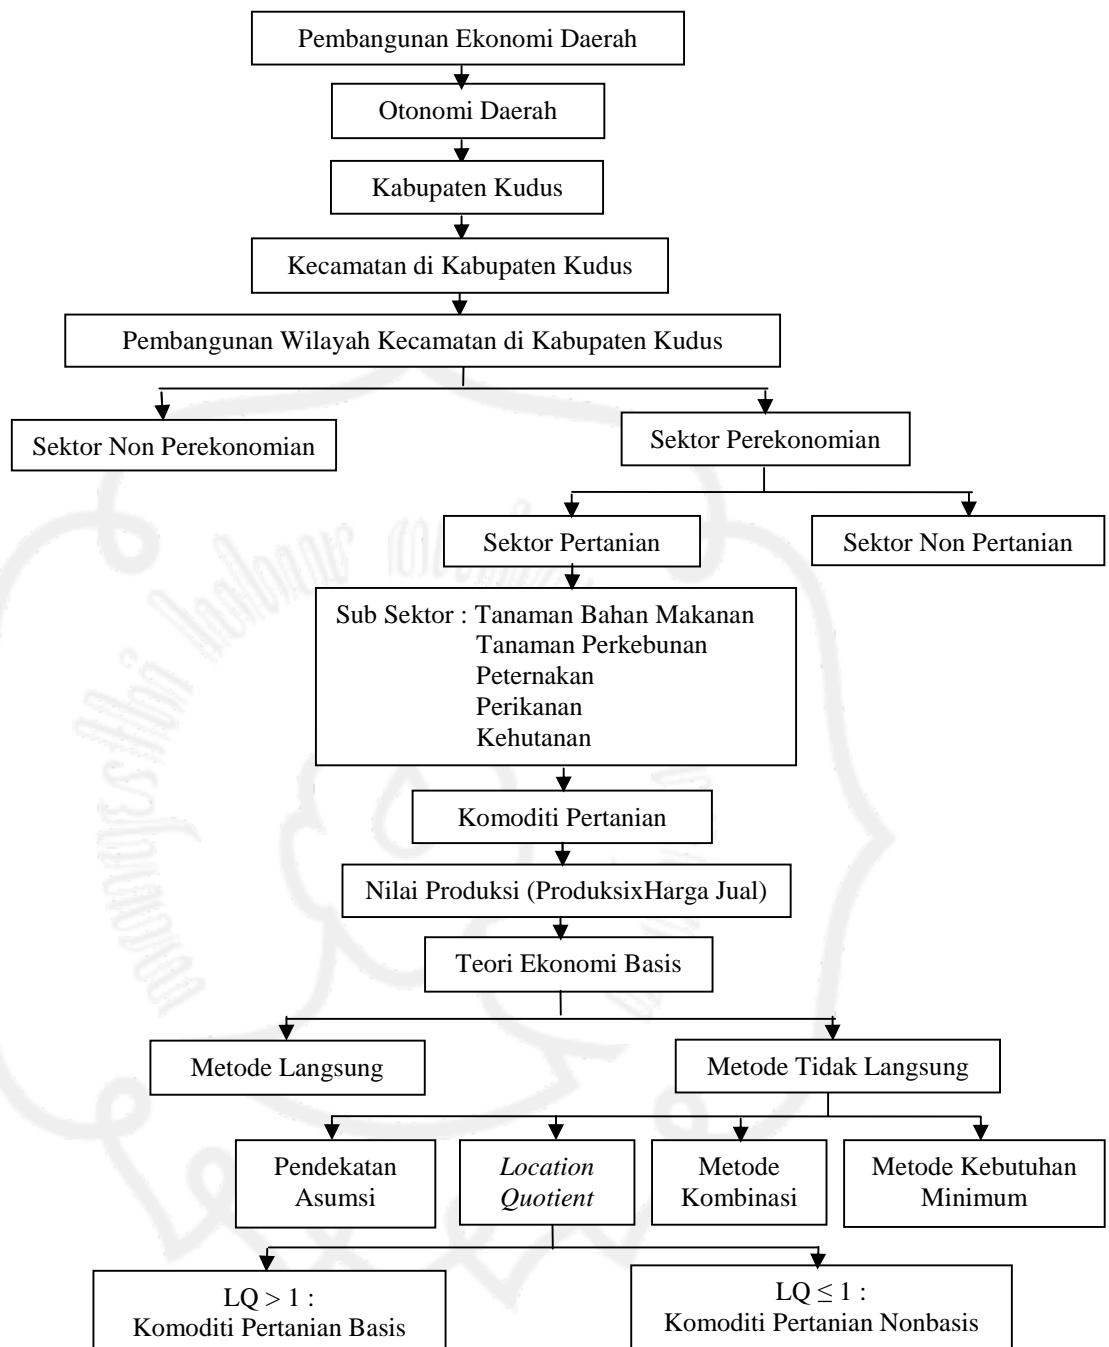 Pembangunan Ekonomi Daerah
Otonomi Daerah
Kabupaten Kudus
Kecamatan di Kabupaten Kudus
Pembangunan Wilayah Kecamatan di Kabupaten Kudus
Sektor Non Perekonomian
Sektor Perekonomian
Sektor Pertanian
Sektor Non Pertanian
Sub Sektor : Tanaman Bahan Makanan
Tanaman Perkebunan
Peternakan
Perikanan
Kehutanan
Komoditi Pertanian
Nilai Produksi (ProduksixHarga Jual)
Teori Ekonomi Basis
Metode Langsung
Metode Tidak Langsung
Pendekatan
Asumsi
Location
Quotient
Metode
Kombinasi
Metode Kebutuhan
Minimum
LQ > 1 :
Komoditi Pertanian Basis
LQ ≤ 1 :
Komoditi Pertanian Nonbasis